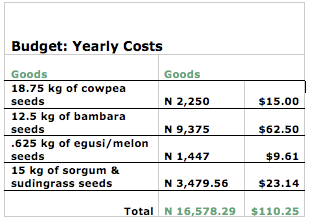 Budget: Yearly Costs
Goods Goods
18.75 kg of cowpea
seeds N 2,250 $15.00
12.5 kg of bambara
seeds N 9,375 $62.50
.625 kg of egusi/melon
seeds N 1,447 $9.61
15 kg of sorgum &
sudingrass seeds N 3,479.56 $23.14
Total N 16,578.29 $110.25